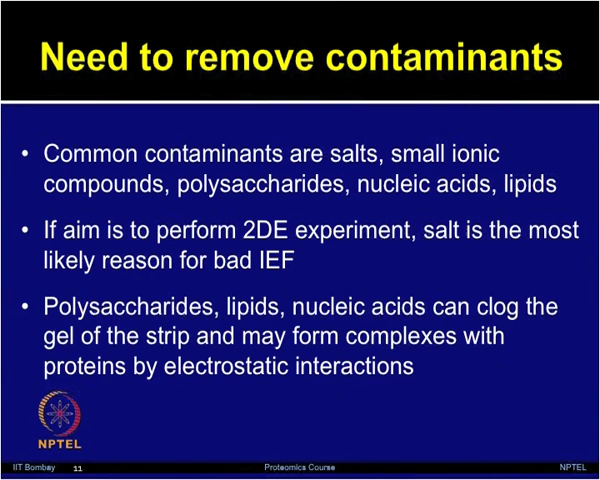 Need to remove contaminants
• Common contaminants are salts, small ionic
compounds, polysaccharides, nucleic acids, lipids
• If aim is to perform 2DE experiment, salt is the most
likely reason for bad IEF
• Polysaccharides, lipids, nucleic acids can clog the
gel of the strip and may form complexes with
proteins by electrostatic interactions
NPTEL
IIT Bombay 11 Proteomics Course NPTEL